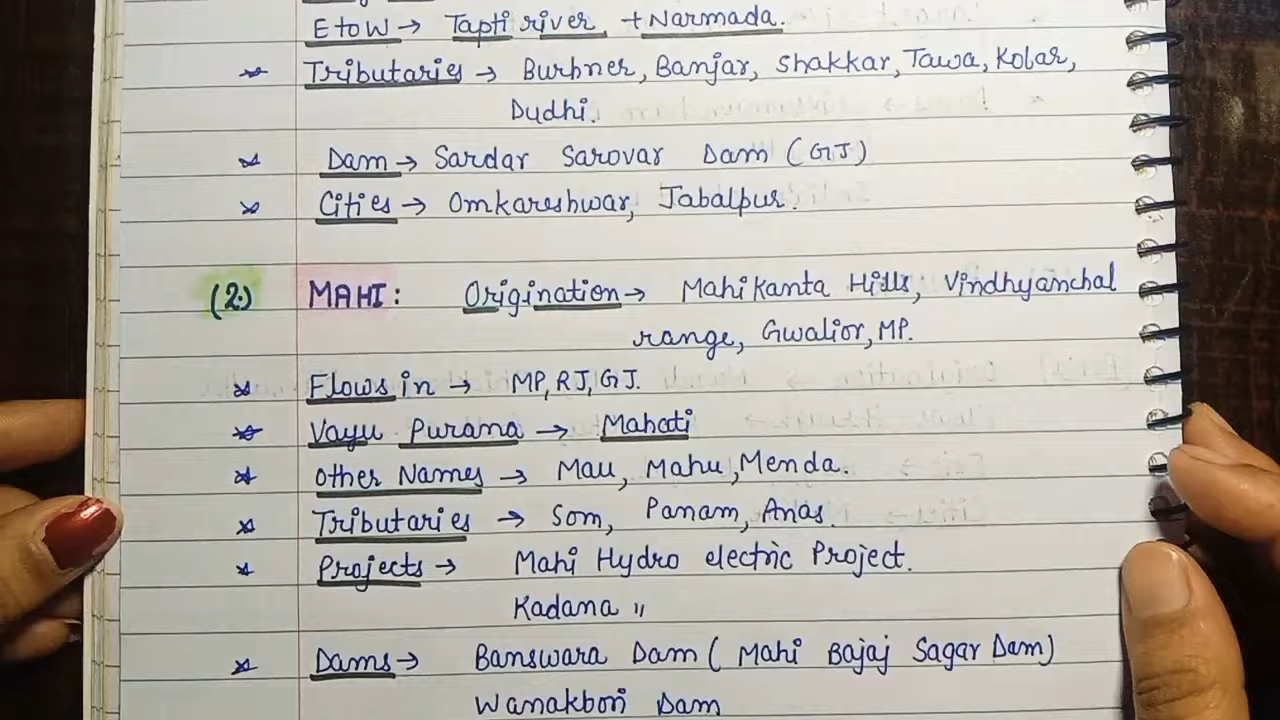 EtoW → Tapti river + Narmada.
Tributaries → Burhner, Banjar, Shakkar, Tawa, Kolar,
Dudhi.
Dam → Sardar Sarovar Dam (GJ)
Cities → Omkareshwar, Jabalpur.
(2.) MAHI: Origination → Mahikanta Hills, Vindhyanchal
range, Gwalior, MP.
Flows in → MP, RJ, GJ.
Vayu Purana → Mahati
Other Names → Mau, Mahu, Menda.
Tributaries → Som, Panam, Anas.
Projects → Mahi Hydro electric Project.
Kadana "
Dams → Banswara Dam ( Mahi Bajaj Sagar Dam)
Wanakbori Dam